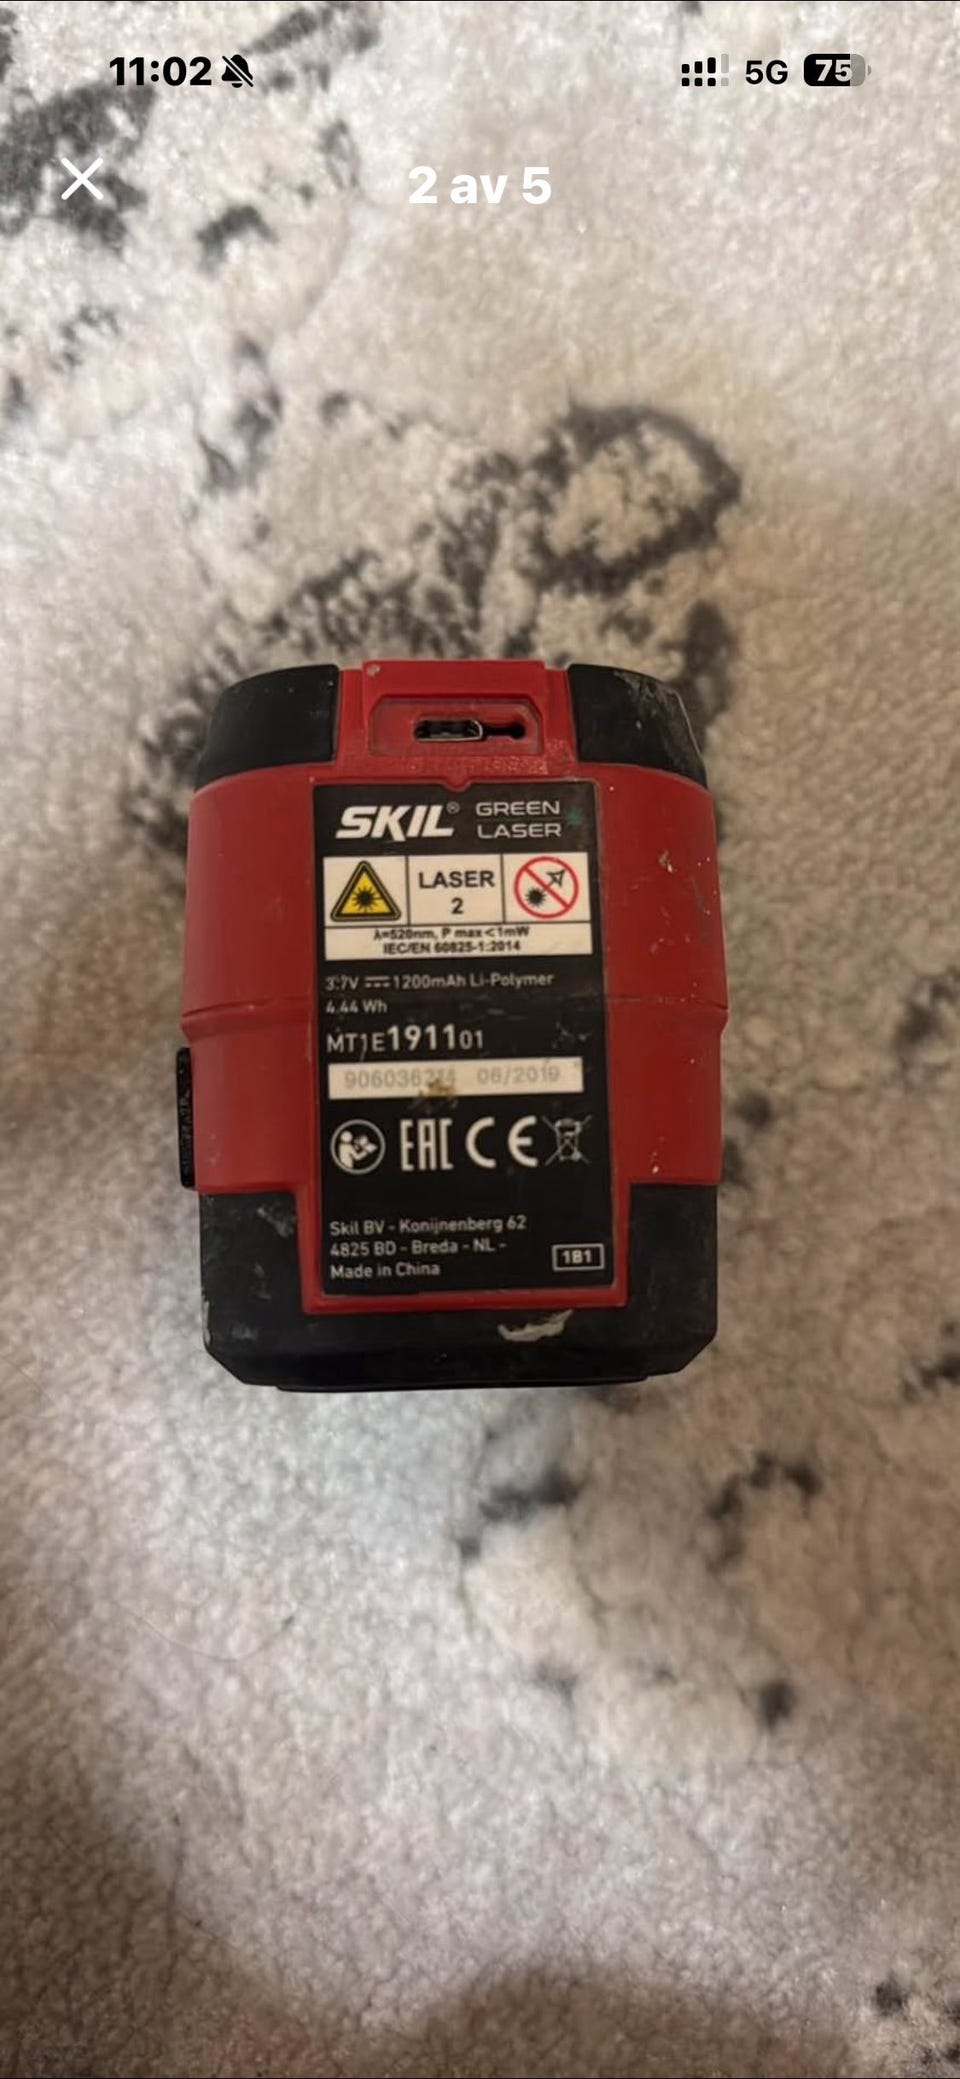 11:02
5G
75
2 av 5
SKIL® GREEN
LASER
LASER
2
λ=520nm, P max<1mW
IEC/EN 60825-1:2014
3.7V 1200mAh Li-Polymer
4.44 Wh
MT1E191101
06/2019
EAC CE
Skil BV - Konijnenberg 62
4825 BD - Breda - NL -
Made in China
1B1